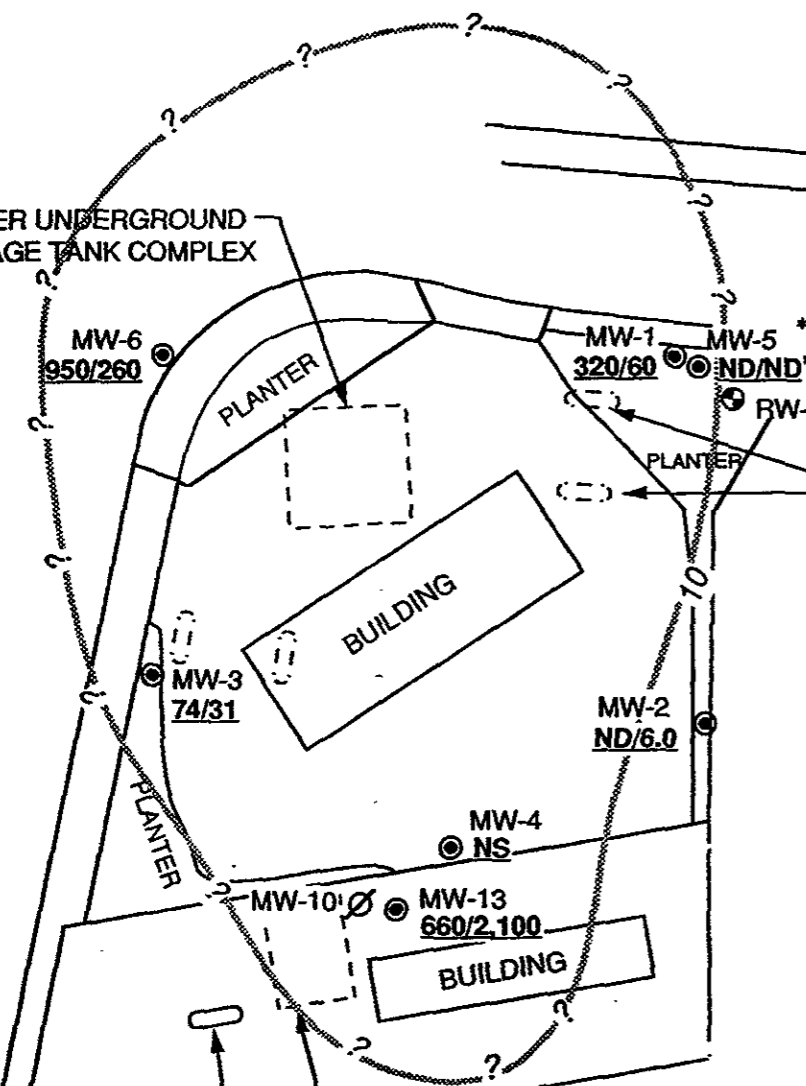 ?
?
?
?
?
ER UNDERGROUND
AGE TANK COMPLEX
?
?
?
MW-6
950/260
MW-1
320/60
*
MW-5
ND/ND
RW-
PLANTER
PLANTER
?
?
10
BUILDING
MW-3
74/31
?
MW-2
ND/6.0
PLANTER
MW-4
NS
?
MW-10
MW-13
660/2,100
BUILDING
?
?
?